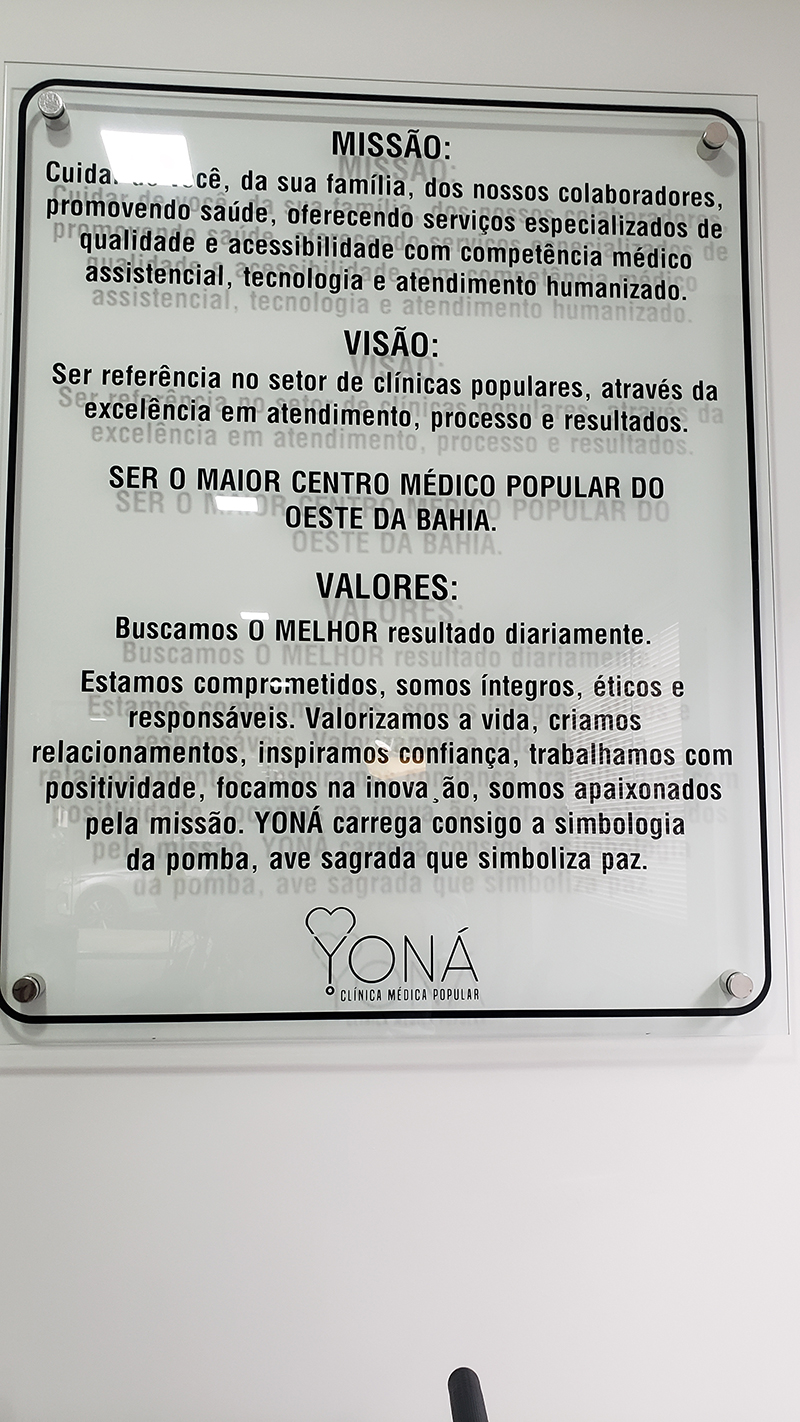 MISSÃO:
Cuidar de você, da sua família, dos nossos colaboradores,
promovendo saúde, oferecendo serviços especializados de
qualidade e acessibilidade com competência médico
assistencial, tecnologia e atendimento humanizado.
VISÃO:
Ser referência no setor de clínicas populares, através da
excelência em atendimento, processo e resultados.
SER O MAIOR CENTRO MÉDICO POPULAR DO
OESTE DA BAHIA.
VALORES:
Buscamos O MELHOR resultado diariamente.
Estamos comprometidos, somos íntegros, éticos e
responsáveis. Valorizamos a vida, criamos
relacionamentos, inspiramos confiança, trabalhamos com
positividade, focamos na inova¸ão, somos apaixonados
pela missão. YONÁ carrega consigo a simbologia
da pomba, ave sagrada que simboliza paz.
YONÁ
CLÍNICA MÉDICA POPULAR